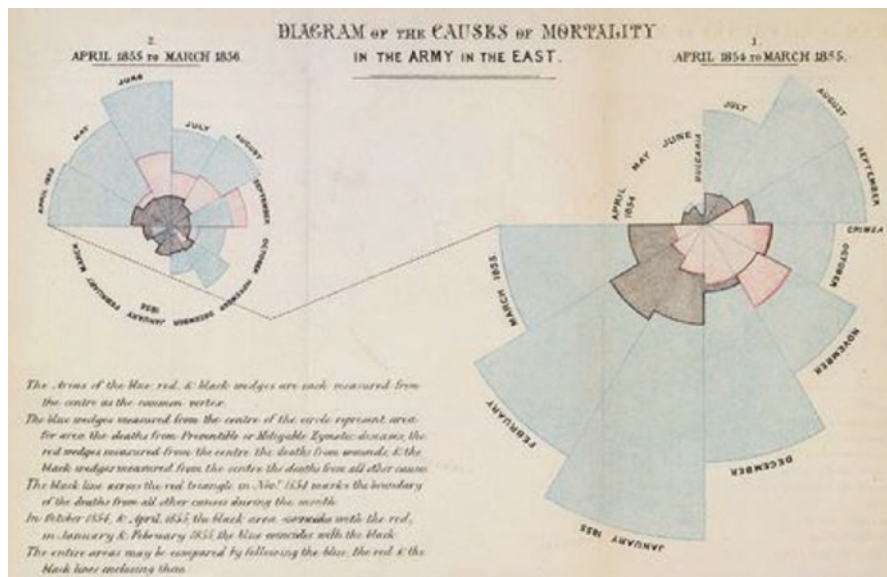 DIAGRAM OF THE CAUSES OF MORTALITY
IN THE ARMY IN THE EAST.
2.
APRIL 1855 TO MARCH 1856.
JUNE
MAY
APRIL 1855
JULY
AUGUST
SEPTEMBER
OCTOBER
NOVEMBER
DECEMBER
JANUARY
1856
FEBRUARY
MARCH
1.
APRIL 1854 TO MARCH 1855.
APRIL
1854
MAY
JUNE
BULGARIA
JULY
AUGUST
SEPTEMBER
CRIMEA
OCTOBER
NOVEMBER
DECEMBER
JANUARY 1855
FEBRUARY
MARCH 1855
The Areas of the blue, red, & black wedges are each measured from
the centre as the common vertex.
The blue wedges measured from the centre of the circle represent area
for area the deaths from Preventible or Mitigable Zymotic diseases, the
red wedges measured from the centre the deaths from wounds, & the
black wedges measured from the centre the deaths from all other causes
The black line across the red triangle in Novr. 1854 marks the boundary
of the deaths from all other causes during the month
In October 1854, & April, 1855, the black area coincides with the red,
in January & February 1855, the blue coincides with the black
The entire areas may be compared by following the blue, the red & the
black lines enclosing them